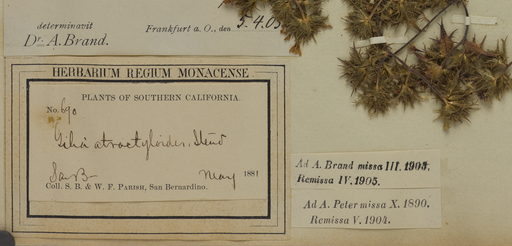 determinavit
Dr. A. Brand.
Frankfurt a. O., den 5. 4. 05
HERBARIUM REGIUM MONACENSE
PLANTS OF SOUTHERN CALIFORNIA.
No. 690
Gilia atractyloides, Steud
San B— May 1881
Coll. S. B. & W. F. PARISH, San Bernardino.
Ad A. Brand missa III. 1905,
Remissa IV. 1905.
Ad A. Peter missa X. 1890.
Remissa V. 1904.